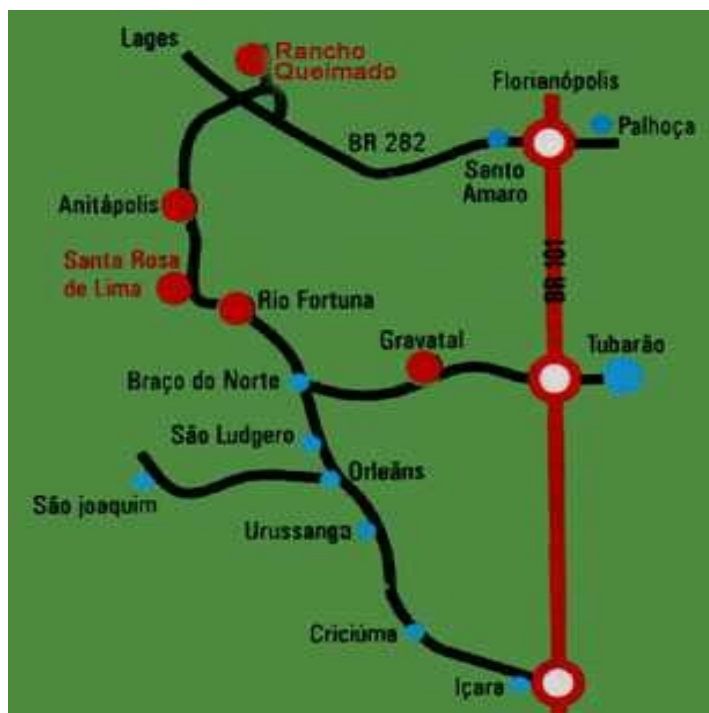 Lages
Rancho
Queimado
Florianópolis
Palhoça
BR 282
Santo
Amaro
Anitápolis
BR 101
Santa Rosa
de Lima
Rio Fortuna
Gravatal
Tubarão
Braço do Norte
São Ludgero
Orleãns
São joaquim
Urussanga
Criciúma
Içara